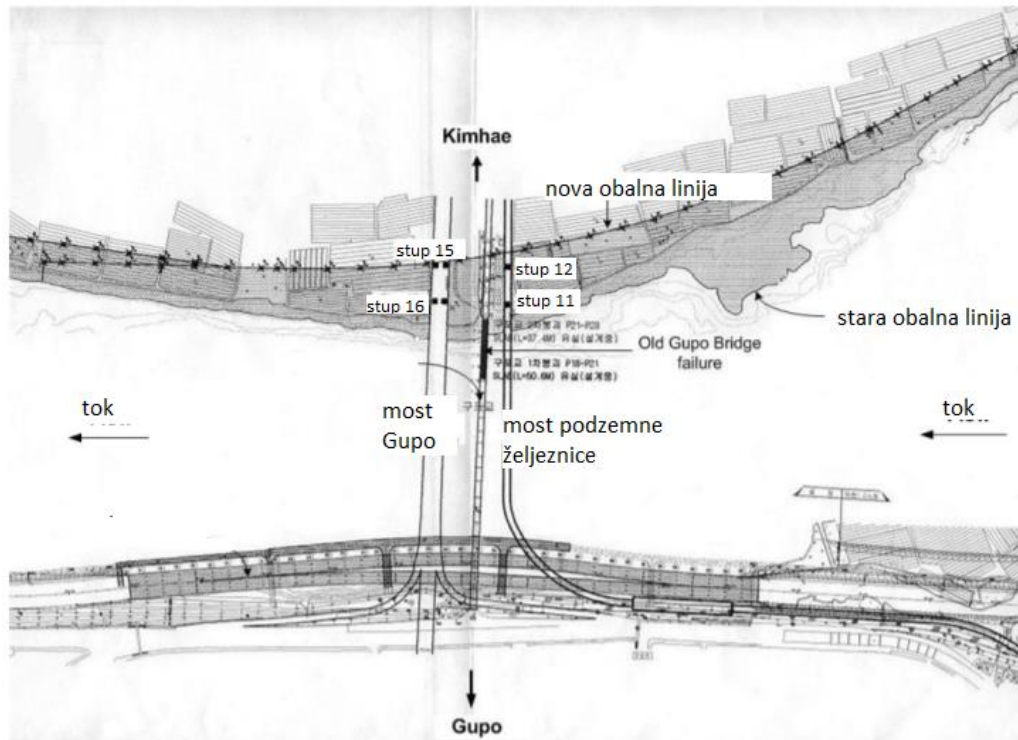 Kimhae
nova obalna linija
stup 15
stup 12
stup 16
stup 11
stara obalna linija
Old Gupo Bridge
failure
tok
most
Gupo
most podzemne
željeznice
tok
Gupo